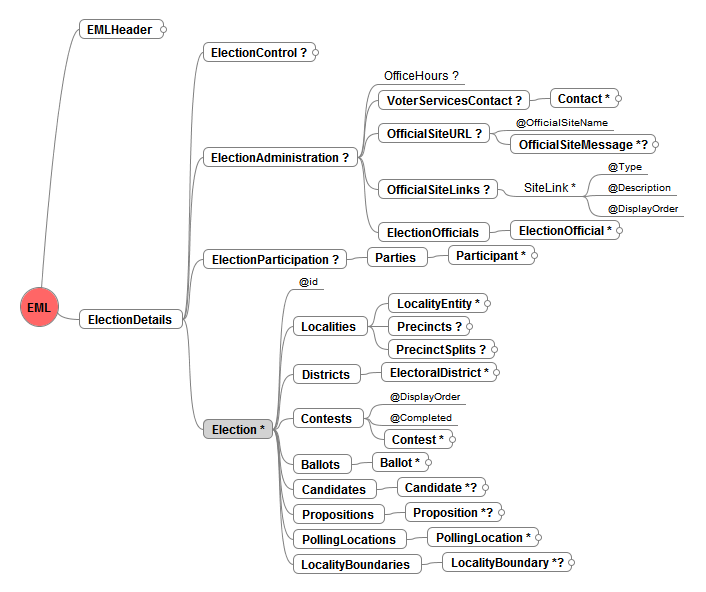 EMLHeader
ElectionControl ?
OfficeHours ?
VoterServicesContact ?
Contact *
@OfficialSiteName
OfficialSiteURL ?
OfficialSiteMessage *?
ElectionAdministration ?
@Type
OfficialSiteLinks ?
SiteLink *
@Description
@DisplayOrder
ElectionOfficials
ElectionOfficial *
ElectionParticipation ?
Parties
Participant *
@id
EML
ElectionDetails
LocalityEntity *
Localities
Precincts ?
PrecinctSplits ?
Districts
ElectoralDistrict *
@DisplayOrder
Contests
@Completed
Election *
Contest *
Ballots
Ballot *
Candidates
Candidate *?
Propositions
Proposition *?
PollingLocations
PollingLocation *
LocalityBoundaries
LocalityBoundary *?